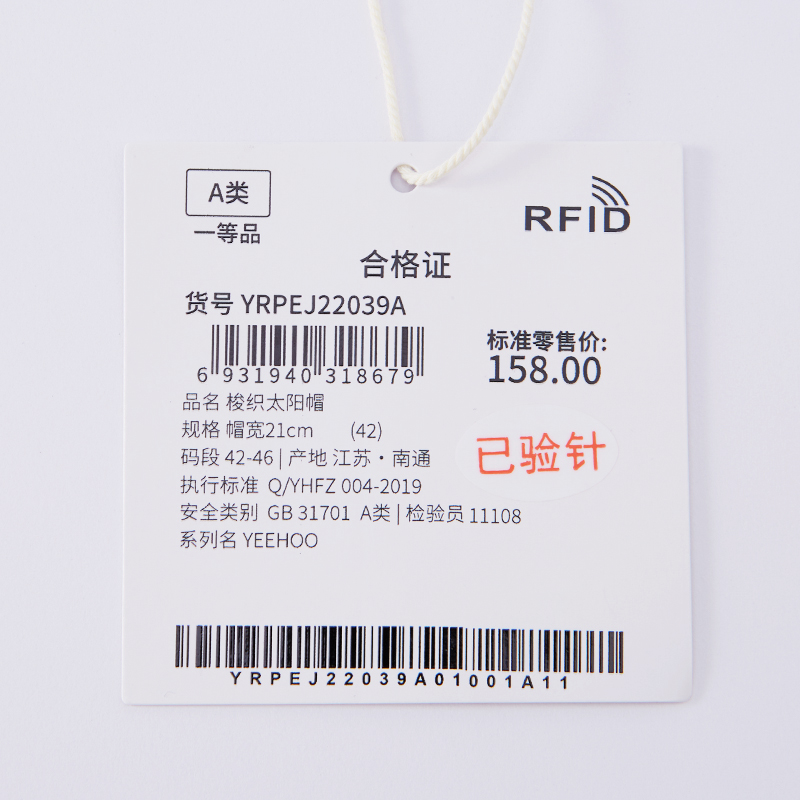 A类
一等品
RFID
合格证
货号 YRPEJ22039A
6 931940 318679
标准零售价:
158.00
品名 梭织太阳帽
规格 帽宽21cm (42)
码段 42-46 | 产地 江苏·南通
已验针
执行标准 Q/YHFZ 004-2019
安全类别 GB 31701 A类 | 检验员 11108
系列名 YEEHOO
YRPEJ22039A01001A11